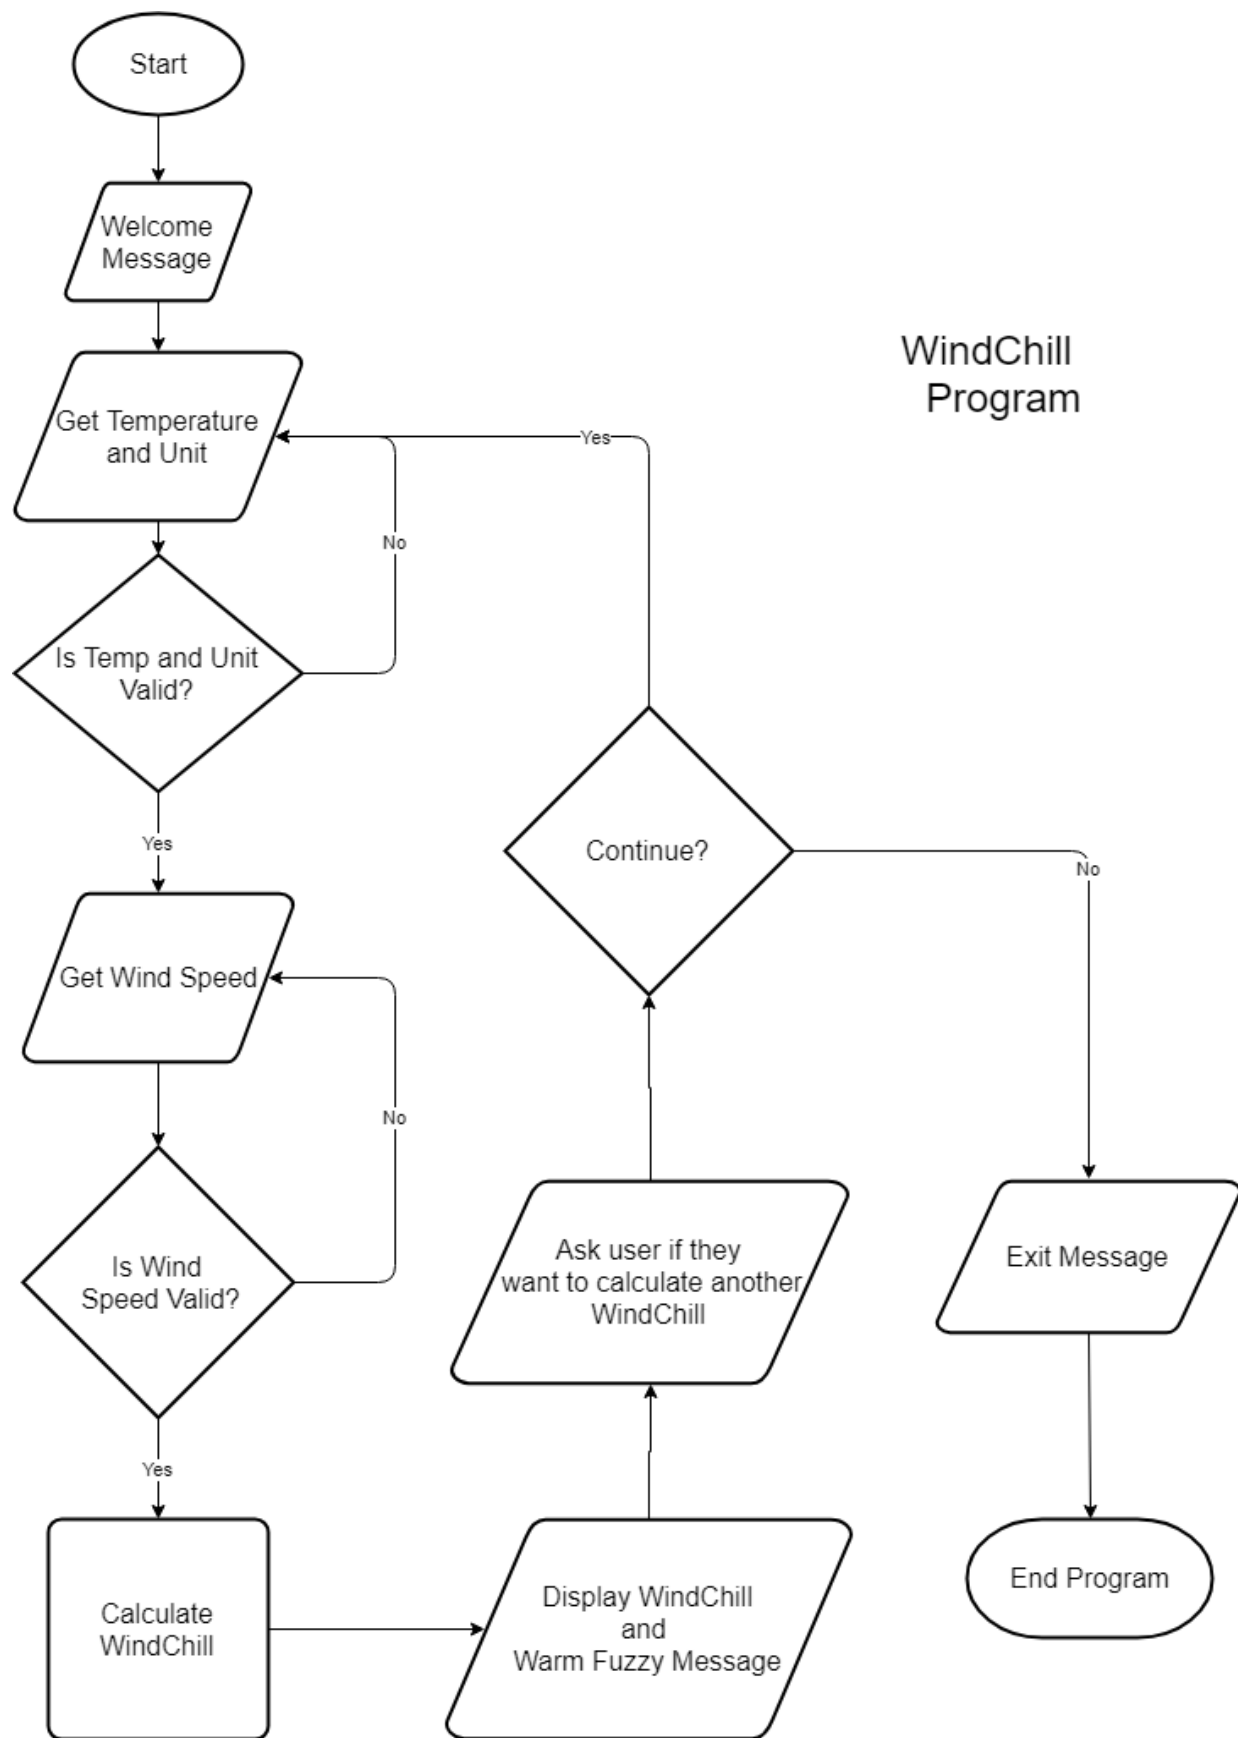 Start
Welcome
Message
WindChill
Program
Get Temperature
and Unit
Yes
No
Is Temp and Unit
Valid?
Yes
Continue?
No
Get Wind Speed
No
Is Wind
Speed Valid?
Ask user if they
want to calculate another
WindChill
Exit Message
Yes
Calculate
WindChill
Display WindChill
and
Warm Fuzzy Message
End Program